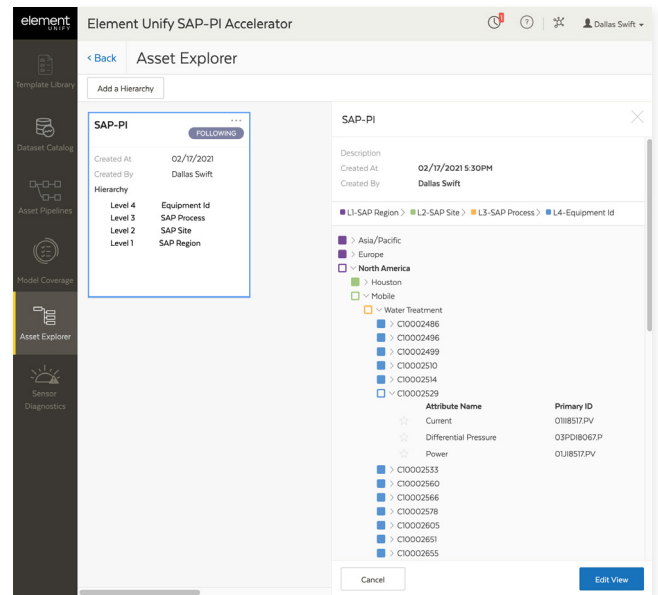 element
UNIFY
Element Unify SAP-PI Accelerator
1
?
Dallas Swift
< Back
Asset Explorer
Template Library
Dataset Catalog
Asset Pipelines
Model Coverage
Asset Explorer
Sensor
Diagnostics
Add a Hierarchy
SAP-PI
...
FOLLOWING
Created At 02/17/2021
Created By Dallas Swift
Hierarchy
Level 4 Equipment Id
Level 3 SAP Process
Level 2 SAP Site
Level 1 SAP Region
SAP-PI
Description
Created At 02/17/2021 5:30PM
Created By Dallas Swift
L1-SAP Region > L2-SAP Site > L3-SAP Process > L4-Equipment Id
> Asia/Pacific
> Europe
North America
> Houston
Mobile
Water Treatment
> C10002486
> C10002496
> C10002499
> C10002510
> C10002514
C10002529
Attribute Name Primary ID
Current 01II8517.PV
Differential Pressure 03PDI8067.P
Power 01JI8517.PV
> C10002533
> C10002560
> C10002566
> C10002578
> C10002605
> C10002651
> C10002655
Cancel
Edit View